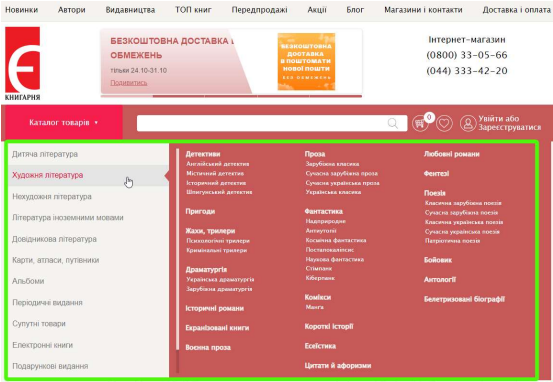 Новинки Автори Видавництва ТОП книг Передпродажі Акції Блог Магазини і контакти Доставка і оплата
КНИГАРНЯ
БЕЗКОШТОВНА ДОСТАВКА
ОБМЕЖЕНЬ
тільки 24.10-31.10
Подивитись
БЕЗКОШТОВНА
ДОСТАВКА
В ПОШТОМАТИ
НОВОЇ ПОШТИ
БЕЗ ОБМЕЖЕНЬ
Інтернет-магазин
(0800) 33-05-66
(044) 333-42-20
Каталог товарів
0
Увійти або
Зареєструватися
Дитяча література
Художня література
Нехудожня література
Література іноземними мовами
Довідникова література
Карти, атласи, путівники
Альбоми
Періодичні видання
Супутні товари
Електронні книги
Подарункові видання
Детективи
Англійський детектив
Містичний детектив
Історичний детектив
Шпигунський детектив
Пригоди
Жахи, трилери
Психологічні трилери
Кримінальні трилери
Драматургія
Українська драматургія
Зарубіжна драматургія
Історичні романи
Екранізовані книги
Воєнна проза
Проза
Зарубіжна класика
Сучасна зарубіжна проза
Сучасна українська проза
Українська класика
Фантастика
Надприродне
Антиутопії
Космічна фантастика
Постапокаліпсис
Наукова фантастика
Стімпанк
Кіберпанк
Комікси
Манга
Короткі історії
Есеїстика
Цитати й афоризми
Любовні романи
Фентезі
Поезія
Класична зарубіжна поезія
Сучасна зарубіжна поезія
Класична українська поезія
Сучасна українська поезія
Патріотична поезія
Бойовик
Антології
Белетризовані біографії